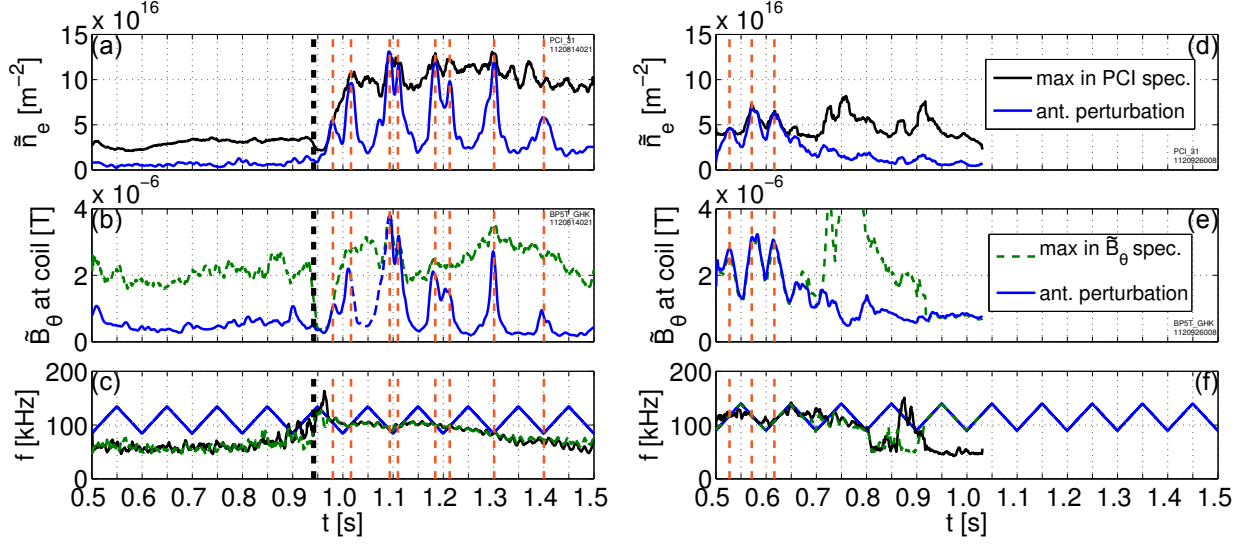 x 10^16
(a)
PCI_31
1120814021
15
10
5
0
ñ_e [m^-2]
x 10^-6
(b)
BP5T_GHK
1120814021
4
2
0
B̃_θ at coil [T]
(c)
200
100
0
f [kHz]
0.5 0.6 0.7 0.8 0.9 1.0 1.1 1.2 1.3 1.4 1.5
t [s]
x 10^16
(d)
15
10
5
0
ñ_e [m^-2]
max in PCI spec.
ant. perturbation
PCI_31
1120926008
x 10^-6
(e)
4
2
0
B̃_θ at coil [T]
max in B̃_θ spec.
ant. perturbation
BP5T_GHK
1120926008
(f)
200
100
0
f [kHz]
0.5 0.6 0.7 0.8 0.9 1.0 1.1 1.2 1.3 1.4 1.5
t [s]